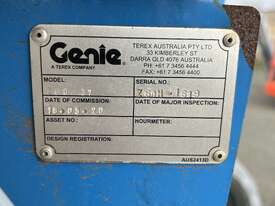 Genie
A TEREX COMPANY
TEREX AUSTRALIA PTY LTD
33 KIMBERLEY ST
DARRA QLD 4076 AUSTRALIA
PH +61 7 3456 4444
FAX: +61 7 3456 4400
MODEL:
SERIAL NUMBER:
DATE OF COMMISSION:
DATE OF MAJOR INSPECTION:
ASSET NO:
HOURMETER:
DESIGN REGISTRATION:
AUS2413D